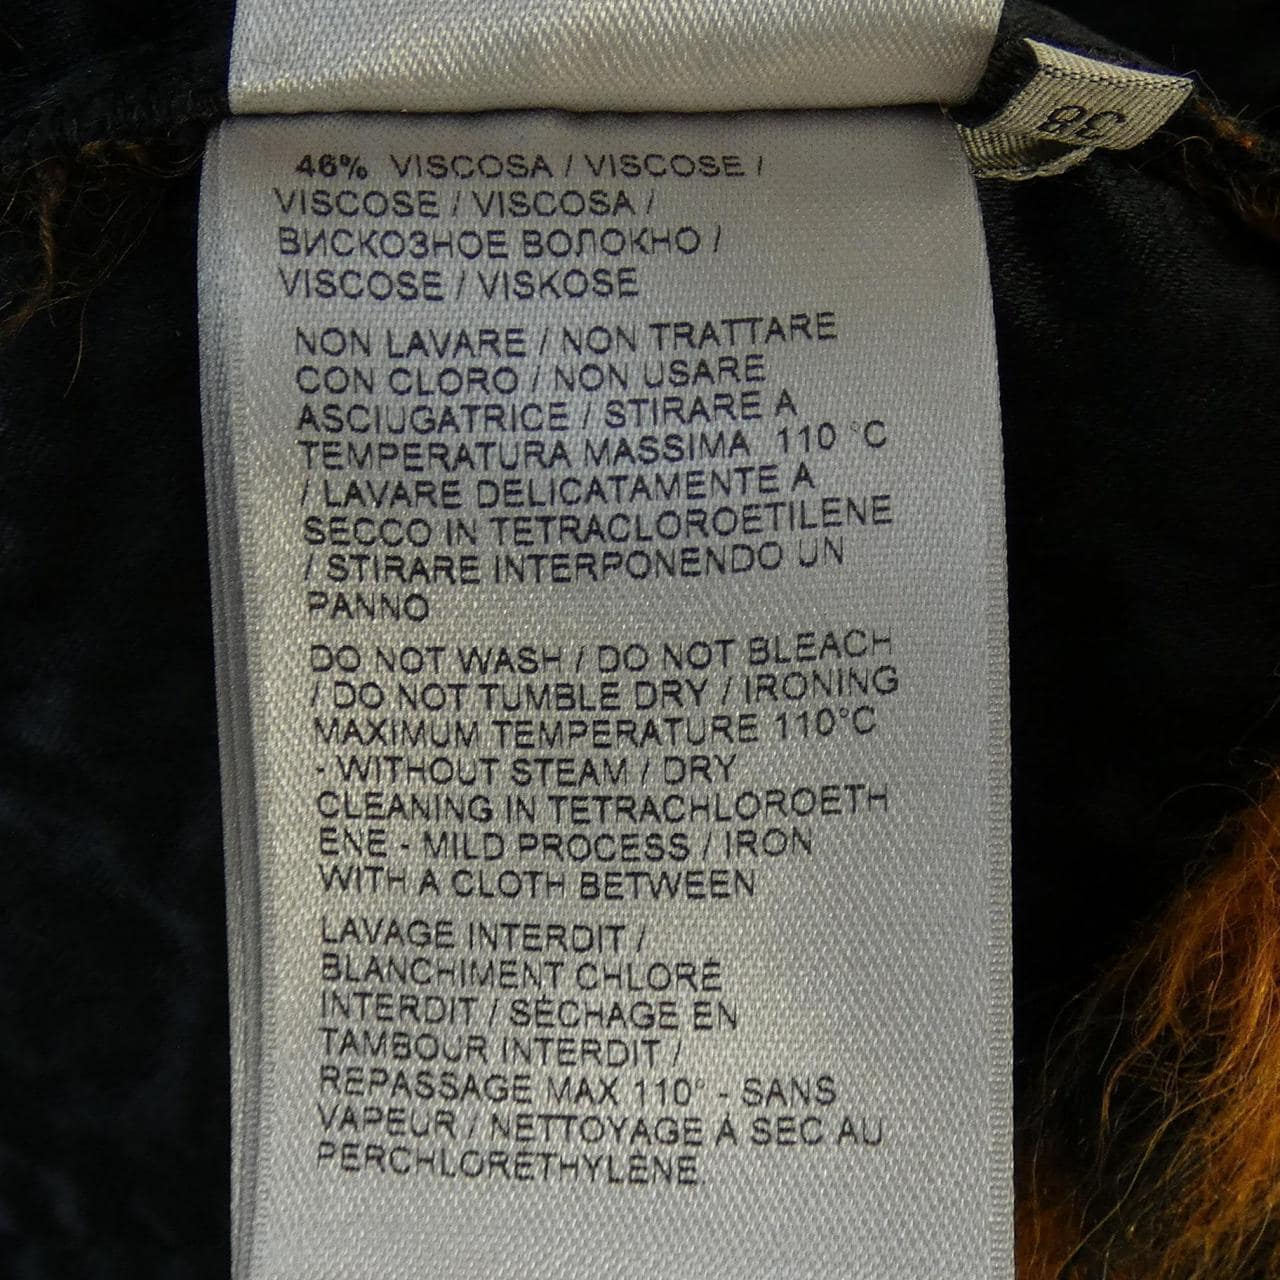 38
46% VISCOSA / VISCOSE /
VISCOSE / VISCOSA /
ВИСКОЗНОЕ ВОЛОКНО /
VISCOSE / VISKOSE
NON LAVARE / NON TRATTARE
CON CLORO / NON USARE
ASCIUGATRICE / STIRARE A
TEMPERATURA MASSIMA 110 °C
/ LAVARE DELICATAMENTE A
SECCO IN TETRACLOROETILENE
/ STIRARE INTERPONENDO UN
PANNO
DO NOT WASH / DO NOT BLEACH
/ DO NOT TUMBLE DRY / IRONING
MAXIMUM TEMPERATURE 110°C
- WITHOUT STEAM / DRY
CLEANING IN TETRACHLOROETH
ENE - MILD PROCESS / IRON
WITH A CLOTH BETWEEN
LAVAGE INTERDIT /
BLANCHIMENT CHLORÉ
INTERDIT / SÉCHAGE EN
TAMBOUR INTERDIT /
REPASSAGE MAX 110° - SANS
VAPEUR / NETTOYAGE À SEC AU
PERCHLORÉTHYLÈNE.